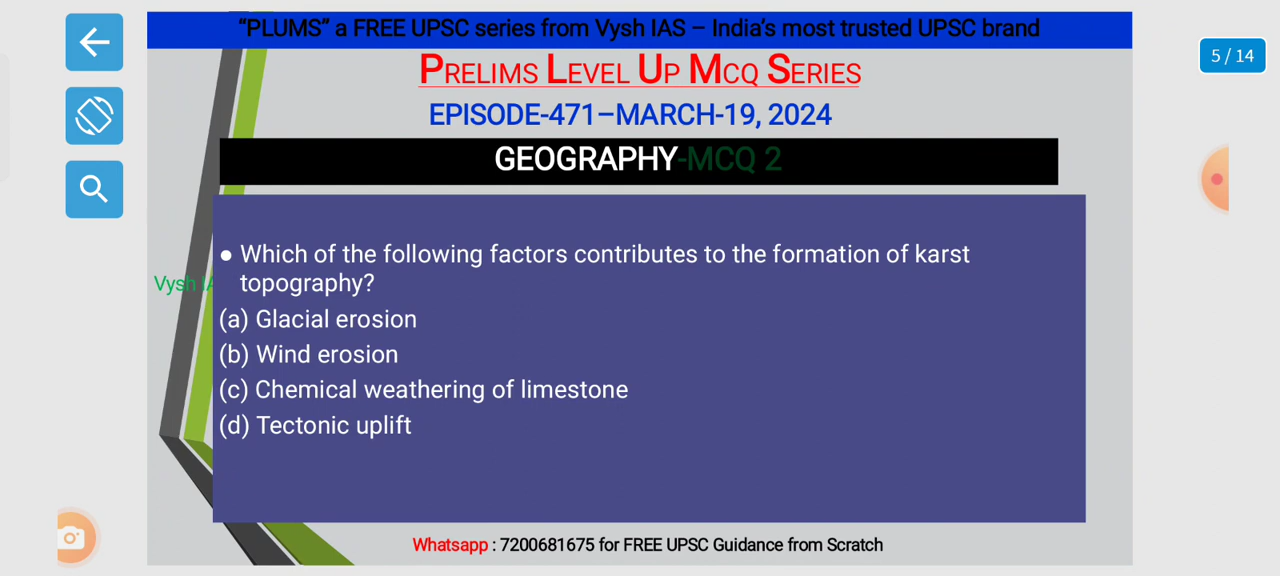 "PLUMS" a FREE UPSC series from Vysh IAS – India's most trusted UPSC brand
5 / 14
PRELIMS LEVEL UP MCQ SERIES
EPISODE-471–MARCH-19, 2024
GEOGRAPHY-MCQ 2
● Which of the following factors contributes to the formation of karst
topography?
Vysh IA
(a) Glacial erosion
(b) Wind erosion
(c) Chemical weathering of limestone
(d) Tectonic uplift
Whatsapp : 7200681675 for FREE UPSC Guidance from Scratch